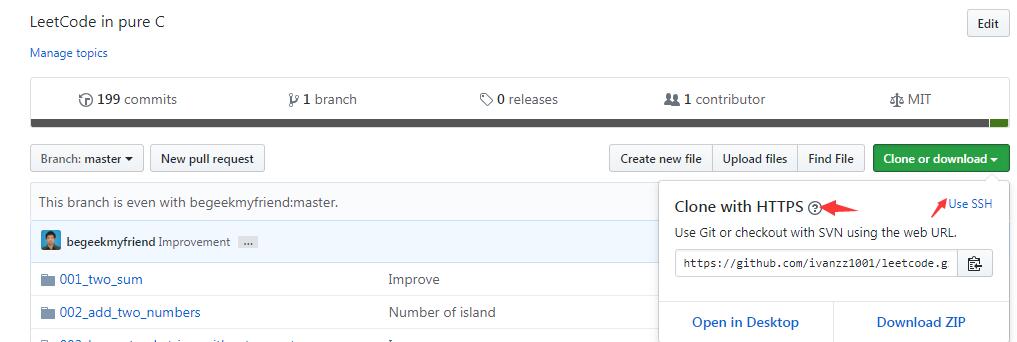 LeetCode in pure C
Edit
Manage topics
199 commits
1 branch
0 releases
1 contributor
MIT
Branch: master
New pull request
Create new file
Upload files
Find File
Clone or download
This branch is even with begeekmyfriend:master.
Clone with HTTPS ?
Use SSH
Use Git or checkout with SVN using the web URL.
begeekmyfriend Improvement ...
https://github.com/ivanzz1001/leetcode.g
001_two_sum
Improve
002_add_two_numbers
Number of island
Open in Desktop
Download ZIP